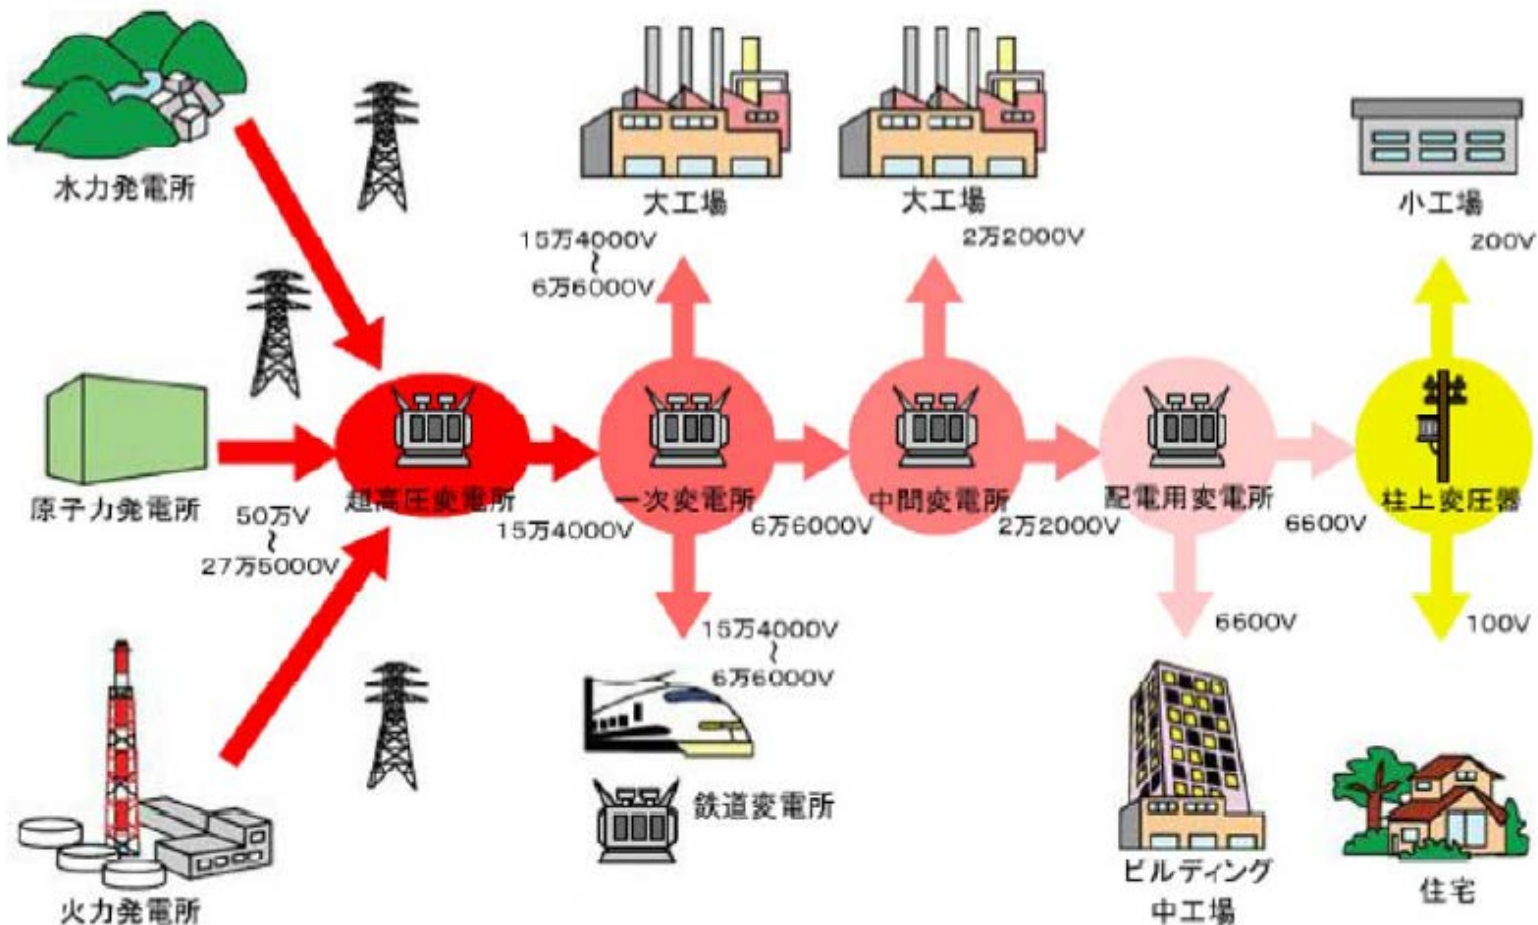 水力発電所
大工場
大工場
小工場
15万4000V
〜
6万6000V
2万2000V
200V
原子力発電所
50万V
〜
27万5000V
超高圧変電所
15万4000V
一次変電所
6万6000V
中間変電所
2万2000V
配電用変電所
6600V
柱上変圧器
15万4000V
〜
6万6000V
6600V
100V
鉄道変電所
火力発電所
ビルディング
中工場
住宅